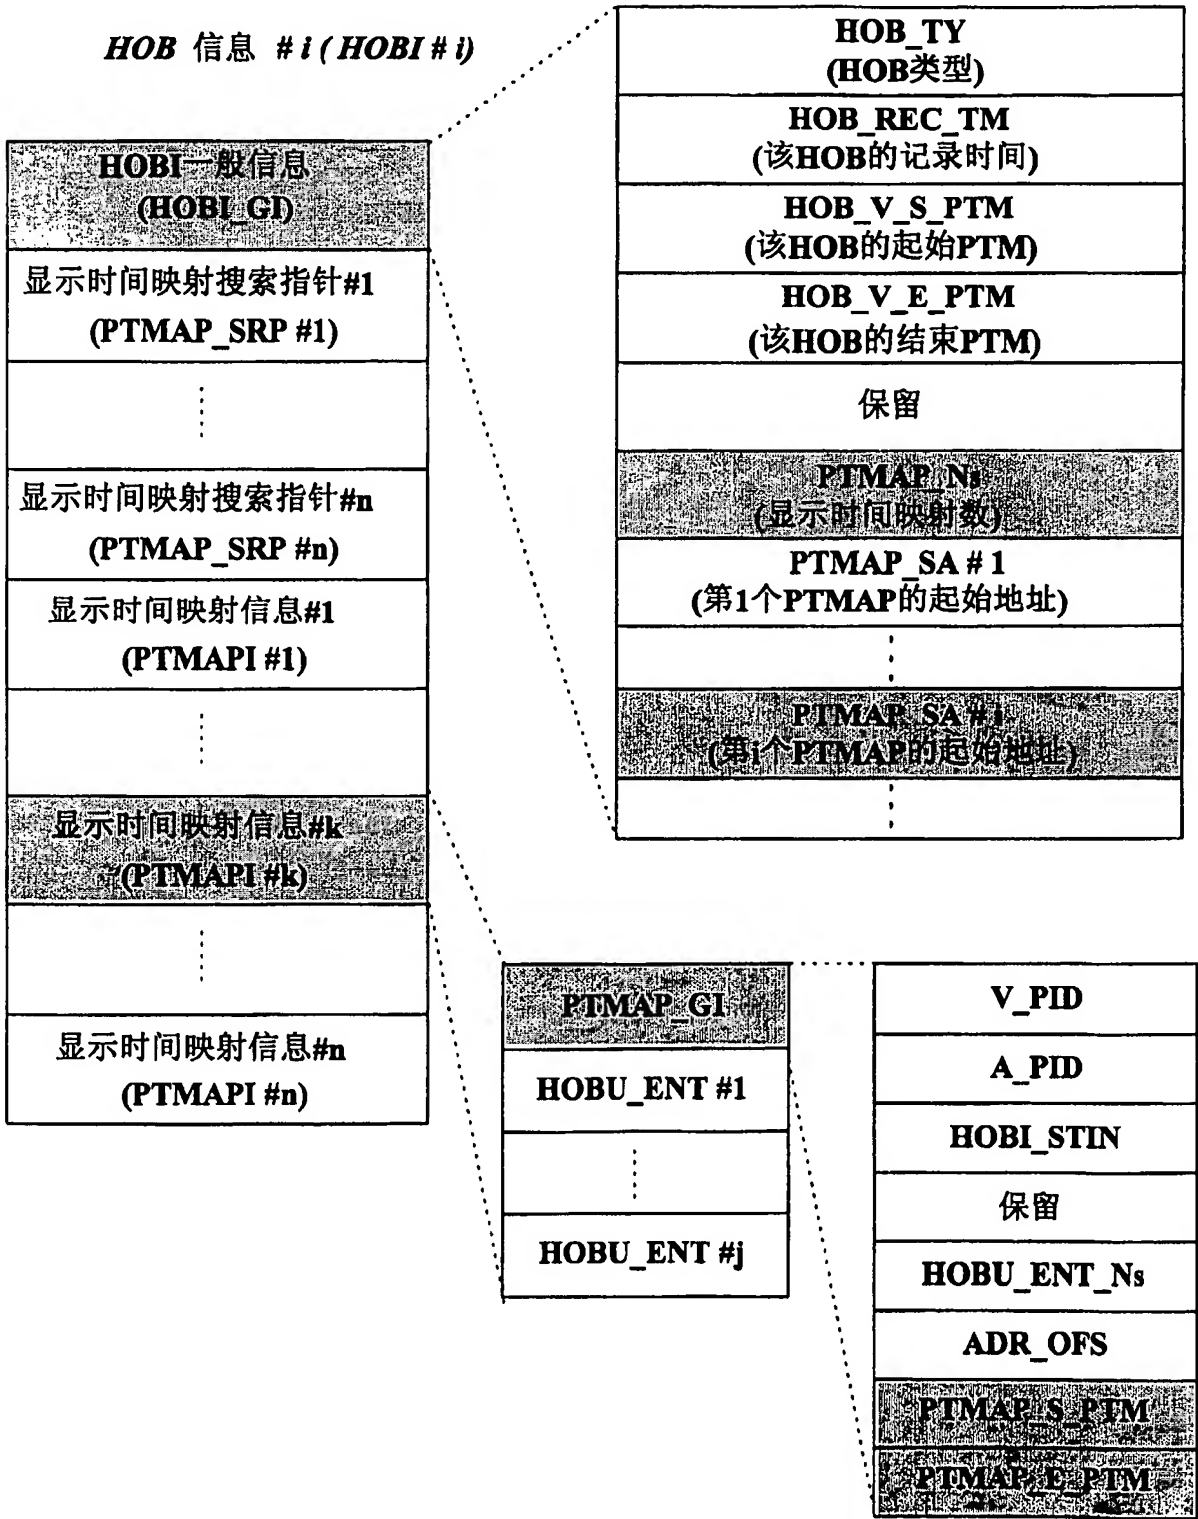 HOB 信息 # i ( HOBI # i)
HOBI一般信息
(HOBI_GI)
显示时间映射搜索指针#1
(PTMAP_SRP #1)
显示时间映射搜索指针#n
(PTMAP_SRP #n)
显示时间映射信息#1
(PTMAPI #1)
显示时间映射信息#k
(PTMAPI #k)
显示时间映射信息#n
(PTMAPI #n)
HOB_TY
(HOB类型)
HOB_REC_TM
(该HOB的记录时间)
HOB_V_S_PTM
(该HOB的起始PTM)
HOB_V_E_PTM
(该HOB的结束PTM)
保留
PTMAP_Ns
(显示时间映射数)
PTMAP_SA # 1
(第1个PTMAP的起始地址)
PTMAP_SA # i
(第i个PTMAP的起始地址)
PTMAP_GI
HOBU_ENT #1
HOBU_ENT #j
V_PID
A_PID
HOBI_STIN
保留
HOBU_ENT_Ns
ADR_OFS
PTMAP_S_PTM
PTMAP_E_PTM